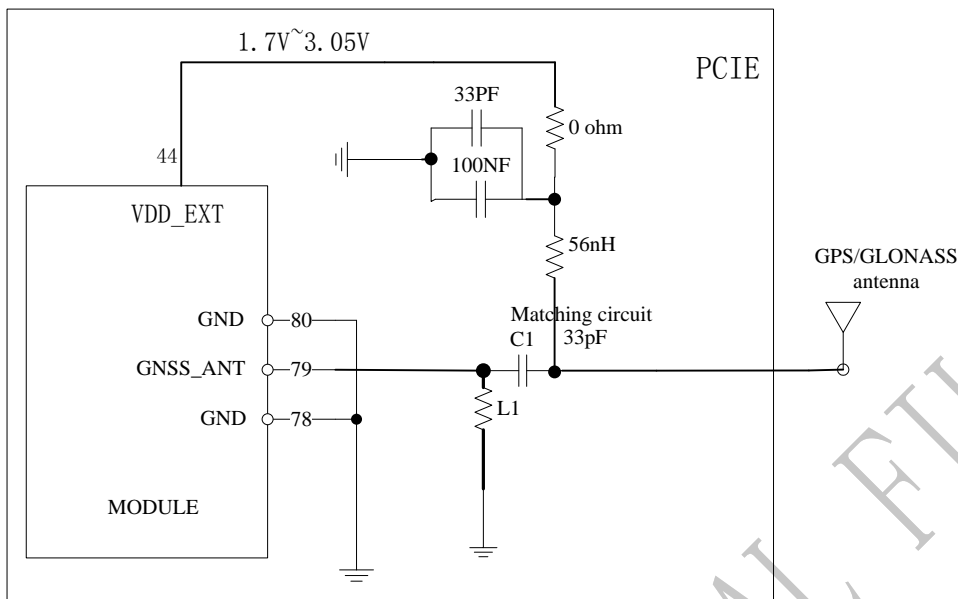 1.7V~3.05V
PCIE
33PF
0 ohm
44
100NF
VDD_EXT
56nH
GPS/GLONASS
antenna
Matching circuit
GND
80
C1
33pF
GNSS_ANT
79
L1
GND
78
MODULE